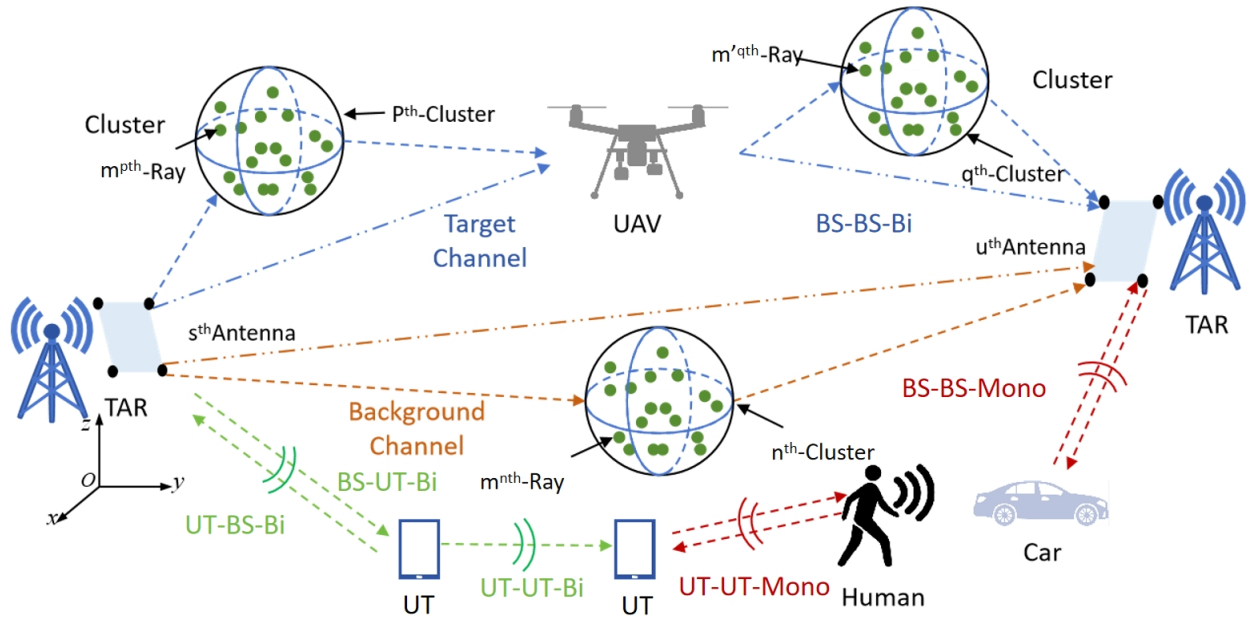 m'qth-Ray
Cluster
Pth-Cluster
Cluster
mpth-Ray
qth-Cluster
Target
Channel
UAV
BS-BS-Bi
uthAntenna
sthAntenna
TAR
TAR
BS-BS-Mono
Background
Channel
z
nth-Cluster
mnth-Ray
BS-UT-Bi
O
y
x
UT-BS-Bi
Car
UT-UT-Bi
UT-UT-Mono
Human
UT
UT